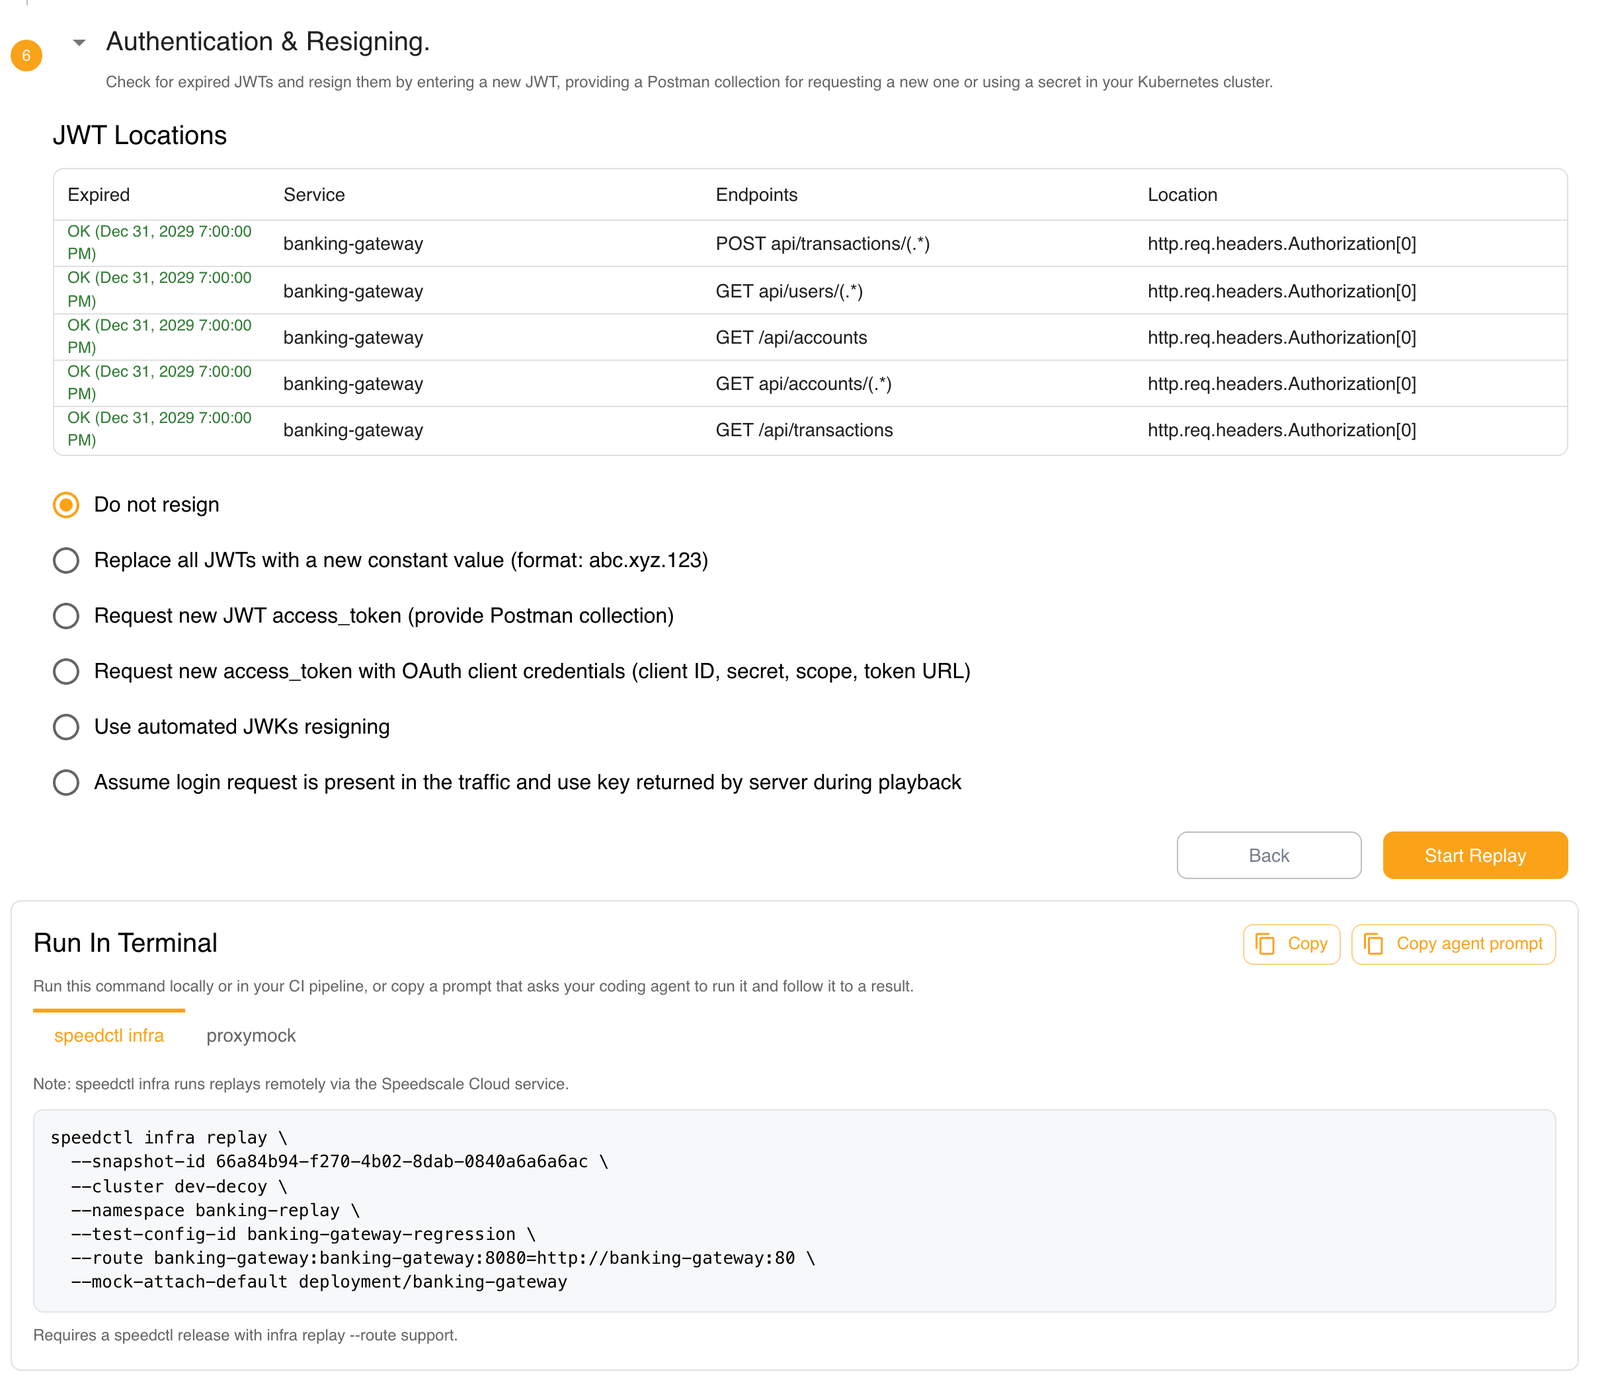 6
Authentication & Resigning.
Check for expired JWTs and resign them by entering a new JWT, providing a Postman collection for requesting a new one or using a secret in your Kubernetes cluster.
JWT Locations
Expired Service Endpoints Location
OK (Dec 31, 2029 7:00:00
PM) banking-gateway POST api/transactions/(.*) http.req.headers.Authorization[0]
OK (Dec 31, 2029 7:00:00
PM) banking-gateway GET api/users/(.*) http.req.headers.Authorization[0]
OK (Dec 31, 2029 7:00:00
PM) banking-gateway GET /api/accounts http.req.headers.Authorization[0]
OK (Dec 31, 2029 7:00:00
PM) banking-gateway GET api/accounts/(.*) http.req.headers.Authorization[0]
OK (Dec 31, 2029 7:00:00
PM) banking-gateway GET /api/transactions http.req.headers.Authorization[0]
Do not resign
Replace all JWTs with a new constant value (format: abc.xyz.123)
Request new JWT access_token (provide Postman collection)
Request new access_token with OAuth client credentials (client ID, secret, scope, token URL)
Use automated JWKs resigning
Assume login request is present in the traffic and use key returned by server during playback
Back Start Replay
Run In Terminal Copy Copy agent prompt
Run this command locally or in your CI pipeline, or copy a prompt that asks your coding agent to run it and follow it to a result.
speedctl infra proxymock
Note: speedctl infra runs replays remotely via the Speedscale Cloud service.
speedctl infra replay \
--snapshot-id 66a84b94-f270-4b02-8dab-0840a6a6a6ac \
--cluster dev-decoy \
--namespace banking-replay \
--test-config-id banking-gateway-regression \
--route banking-gateway:banking-gateway:8080=http://banking-gateway:80 \
--mock-attach-default deployment/banking-gateway
Requires a speedctl release with infra replay --route support.